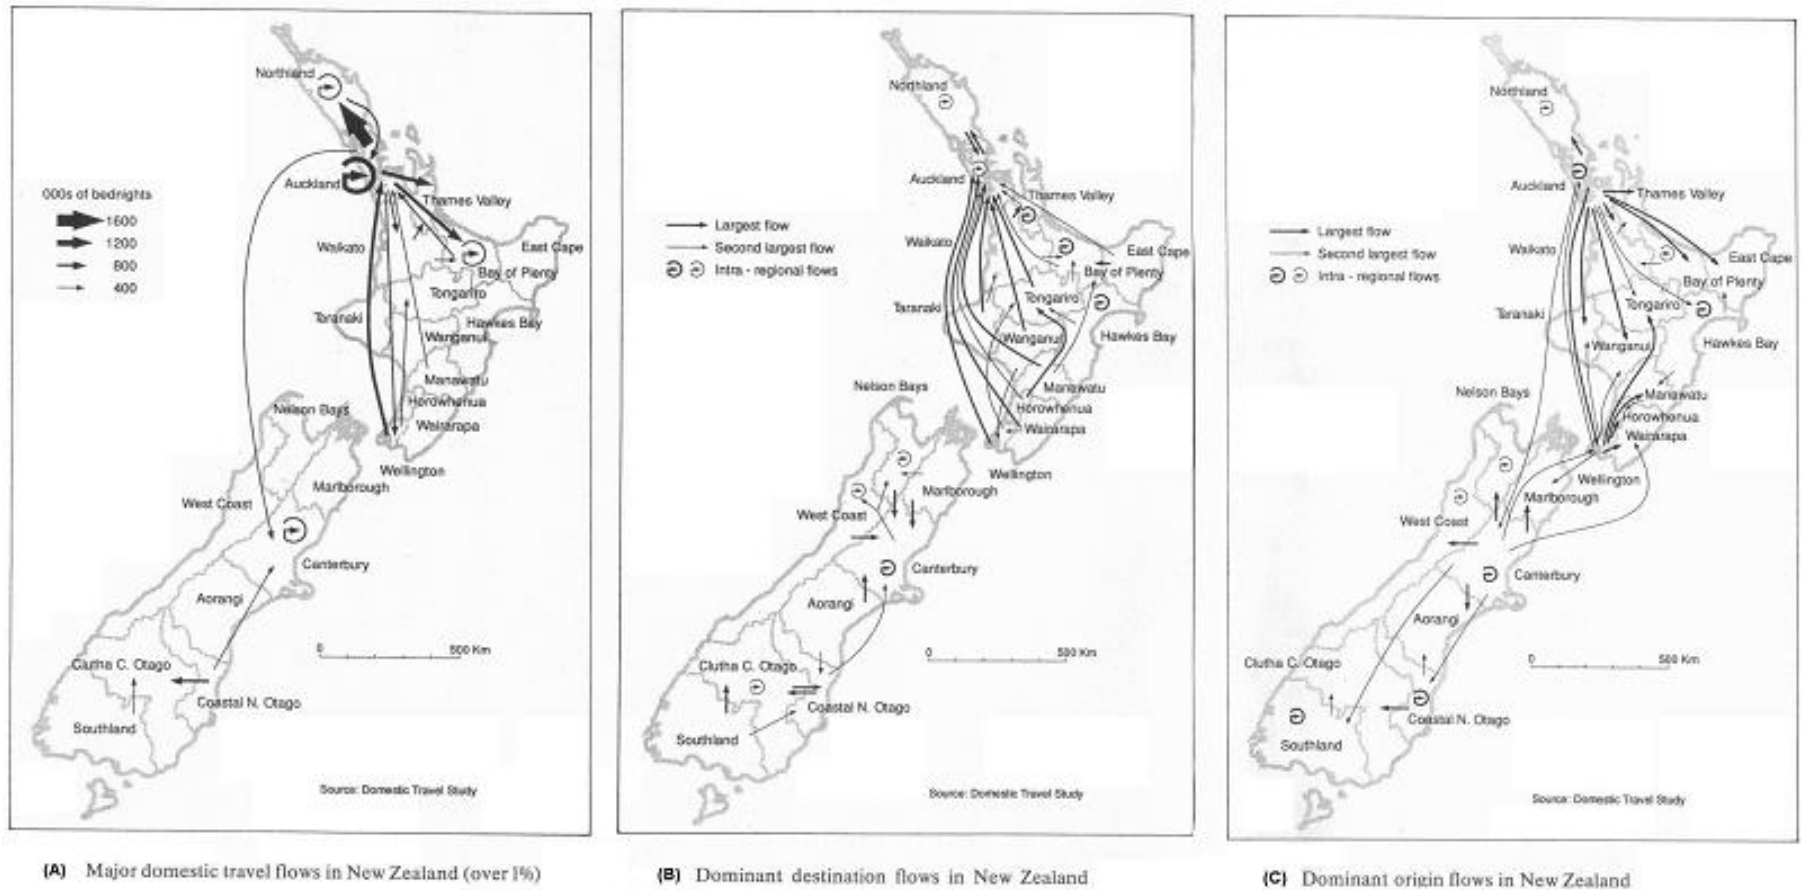 Northland
000s of bednights
1600
1200
800
400
Auckland
Thames Valley
Waikato
East Cape
Bay of Plenty
Tongariro
Taranaki
Hawkes Bay
Wanganui
Manawatu
Horowhenua
Nelson Bays
Wairarapa
Wellington
Marlborough
West Coast
Canterbury
Aorangi
0 500 Km
Clutha C. Otago
Coastal N. Otago
Southland
Source: Domestic Travel Study
(A) Major domestic travel flows in New Zealand (over 1%)
Northland
Auckland
Thames Valley
Largest flow
Second largest flow
Intra - regional flows
Waikato
East Cape
Bay of Plenty
Tongariro
Taranaki
Wanganui
Hawkes Bay
Nelson Bays
Manawatu
Horowhenua
Wairarapa
Wellington
Marlborough
West Coast
Canterbury
Aorangi
0 500 Km
Clutha C. Otago
Coastal N. Otago
Southland
Source: Domestic Travel Study
(B) Dominant destination flows in New Zealand
Northland
Auckland
Thames Valley
Largest flow
Second largest flow
Intra - regional flows
Waikato
East Cape
Bay of Plenty
Tongariro
Taranaki
Wanganui
Hawkes Bay
Nelson Bays
Manawatu
Horowhenua
Wairarapa
Wellington
Marlborough
West Coast
Canterbury
Aorangi
0 500 Km
Clutha C. Otago
Coastal N. Otago
Southland
Source: Domestic Travel Study
(C) Dominant origin flows in New Zealand